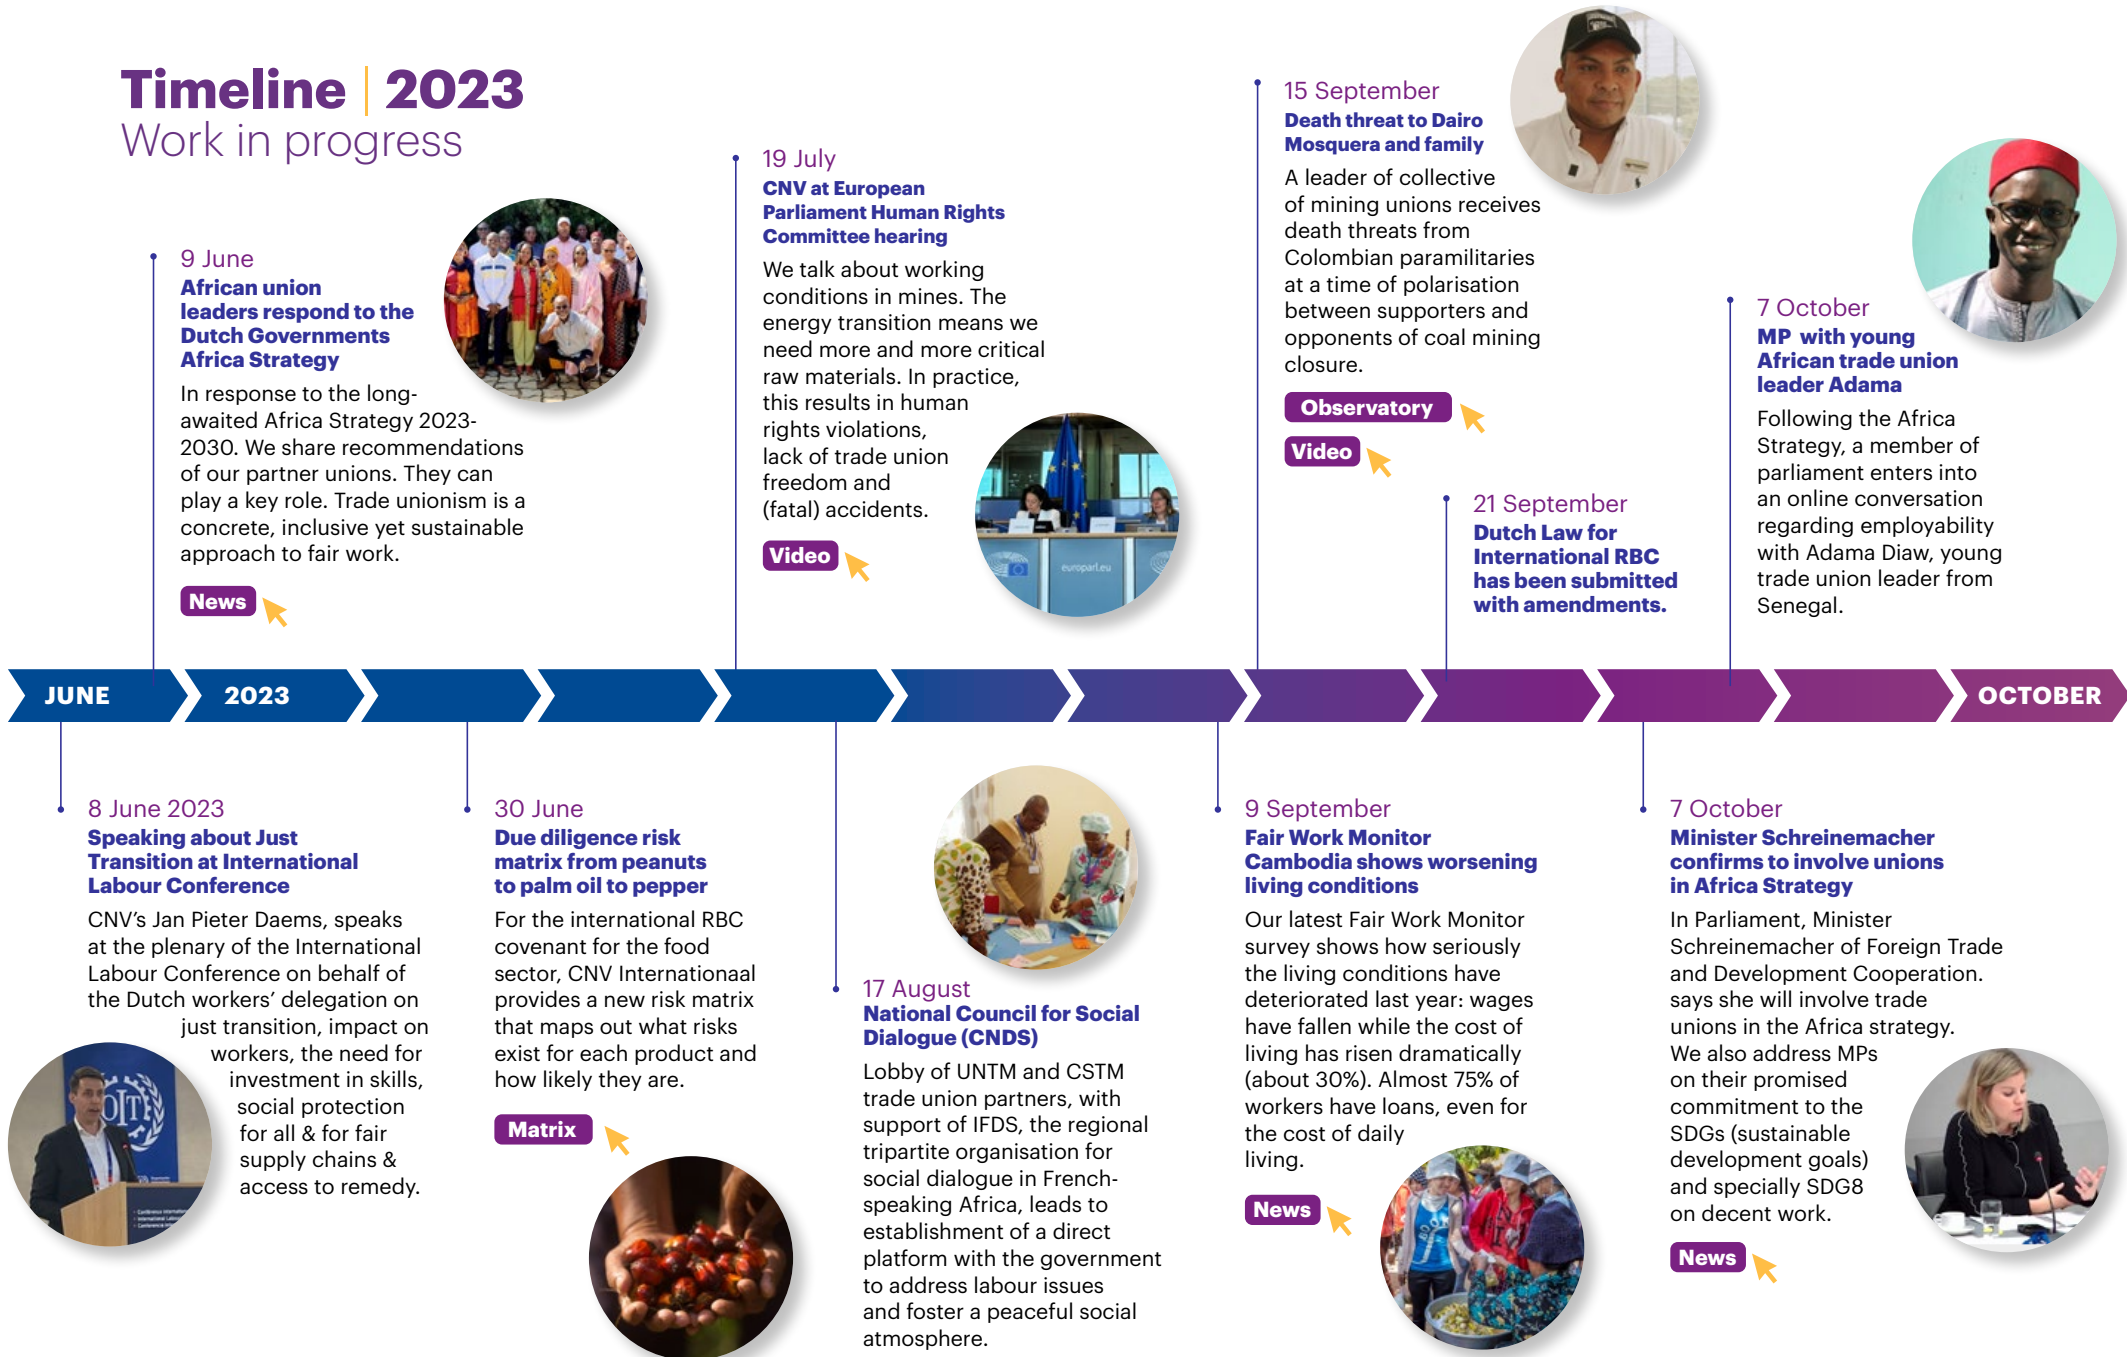 Timeline | 2023
Work in progress
9 June
African union
leaders respond to the
Dutch Governments
Africa Strategy
In response to the long-
awaited Africa Strategy 2023-
2030. We share recommendations
of our partner unions. They can
play a key role. Trade unionism is a
concrete, inclusive yet sustainable
approach to fair work.
News
19 July
CNV at European
Parliament Human Rights
Committee hearing
We talk about working
conditions in mines. The
energy transition means we
need more and more critical
raw materials. In practice,
this results in human
rights violations,
lack of trade union
freedom and
(fatal) accidents.
Video
europarl.eu
15 September
Death threat to Dairo
Mosquera and family
A leader of collective
of mining unions receives
death threats from
Colombian paramilitaries
at a time of polarisation
between supporters and
opponents of coal mining
closure.
Observatory
Video
21 September
Dutch Law for
International RBC
has been submitted
with amendments.
7 October
MP  with young
African trade union
leader Adama
Following the Africa
Strategy, a member of
parliament enters into
an online conversation
regarding employability
with Adama Diaw, young
trade union leader from
Senegal.
JUNE
2023
OCTOBER
8 June 2023
Speaking about Just
Transition at International
Labour Conference
CNV’s Jan Pieter Daems, speaks
at the plenary of the International
Labour Conference on behalf of
the Dutch workers’ delegation on
just transition, impact on
workers, the need for
investment in skills,
social protection
for all & for fair
supply chains &
access to remedy.
OIT
30 June
Due diligence risk
matrix from peanuts
to palm oil to pepper
For the international RBC
covenant for the food
sector, CNV Internationaal
provides a new risk matrix
that maps out what risks
exist for each product and
how likely they are.
Matrix
17 August
National Council for Social
Dialogue (CNDS)
Lobby of UNTM and CSTM
trade union partners, with
support of IFDS, the regional
tripartite organisation for
social dialogue in French-
speaking Africa, leads to
establishment of a direct
platform with the government
to address labour issues
and foster a peaceful social
atmosphere.
9 September
Fair Work Monitor
Cambodia shows worsening
living conditions
Our latest Fair Work Monitor
survey shows how seriously
the living conditions have
deteriorated last year: wages
have fallen while the cost of
living has risen dramatically
(about 30%). Almost 75% of
workers have loans, even for
the cost of daily
living.
News
7 October
Minister Schreinemacher
confirms to involve unions
in Africa Strategy
In Parliament, Minister
Schreinemacher of Foreign Trade
and Development Cooperation.
says she will involve trade
unions in the Africa strategy.
We also address MPs
on their promised
commitment to the
SDGs (sustainable
development goals)
and specially SDG8
on decent work.
News